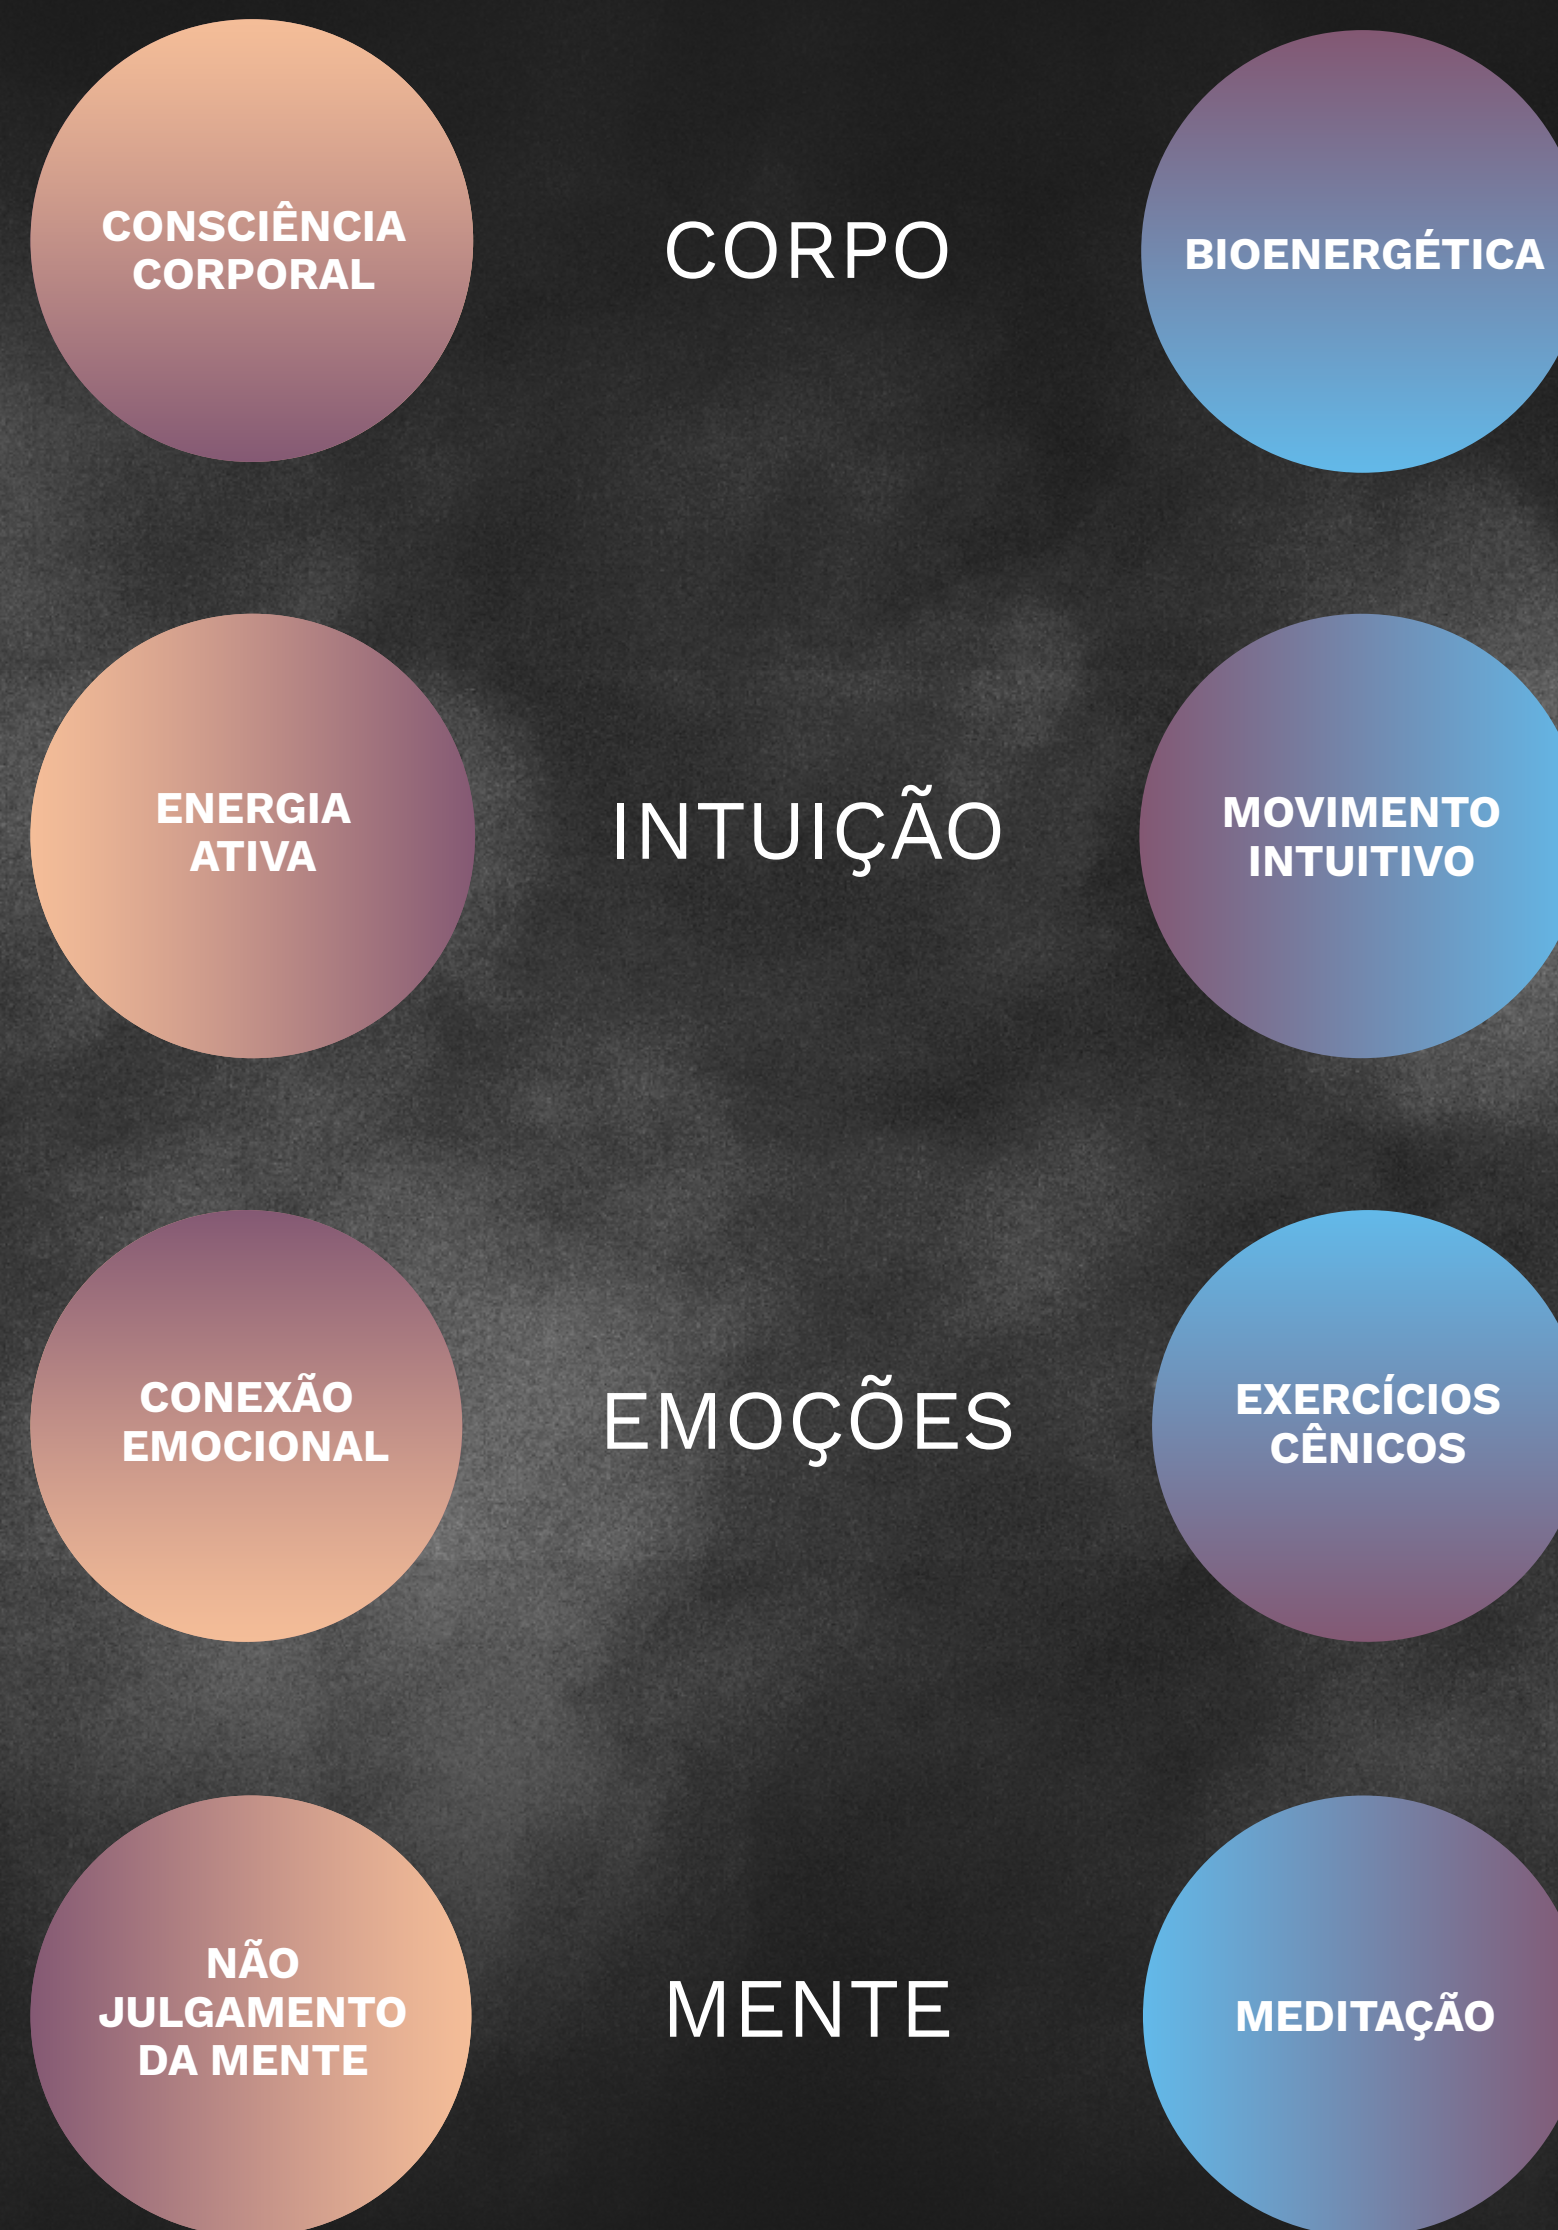 CONSCIÊNCIA
CORPORAL
CORPO
BIOENERGÉTICA
ENERGIA
ATIVA
INTUIÇÃO
MOVIMENTO
INTUITIVO
CONEXÃO
EMOCIONAL
EMOÇÕES
EXERCÍCIOS
CÊNICOS
NÃO
JULGAMENTO
DA MENTE
MENTE
MEDITAÇÃO